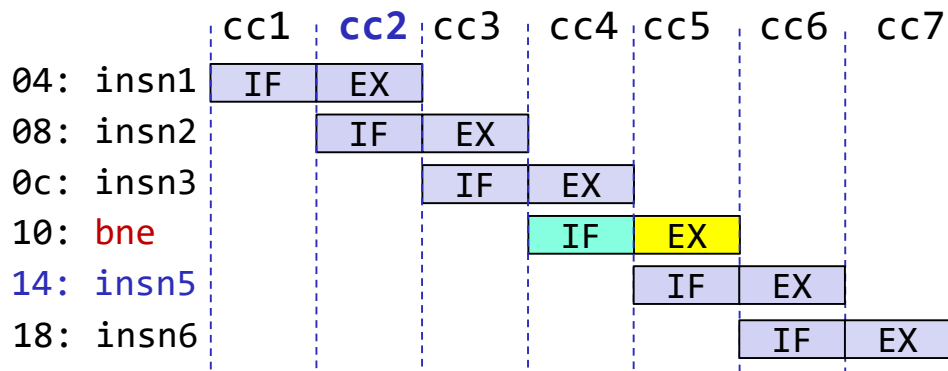 cc1 cc2 cc3 cc4 cc5 cc6 cc7
04: insn1 IF EX
08: insn2 IF EX
0c: insn3 IF EX
10: bne IF EX
14: insn5 IF EX
18: insn6 IF EX